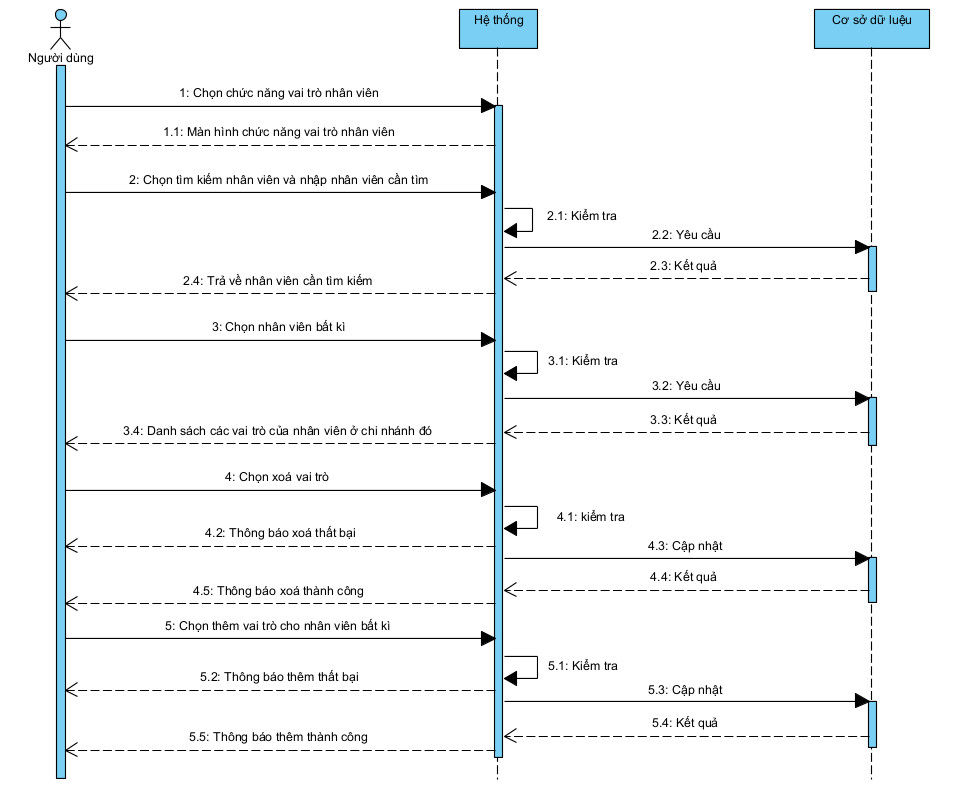 Hệ thống
Cơ sở dữ liệu
Người dùng
1: Chọn chức năng vai trò nhân viên
1.1: Màn hình chức năng vai trò nhân viên
2: Chọn tìm kiếm nhân viên và nhập nhân viên cần tìm
2.1: Kiểm tra
2.2: Yêu cầu
2.3: Kết quả
2.4: Trả về nhân viên cần tìm kiếm
3: Chọn nhân viên bất kì
3.1: Kiểm tra
3.2: Yêu cầu
3.3: Kết quả
3.4: Danh sách các vai trò của nhân viên ở chi nhánh đó
4: Chọn xoá vai trò
4.1: kiểm tra
4.2: Thông báo xoá thất bại
4.3: Cập nhật
4.4: Kết quả
4.5: Thông báo xoá thành công
5: Chọn thêm vai trò cho nhân viên bất kì
5.1: Kiểm tra
5.2: Thông báo thêm thất bại
5.3: Cập nhật
5.4: Kết quả
5.5: Thông báo thêm thành công